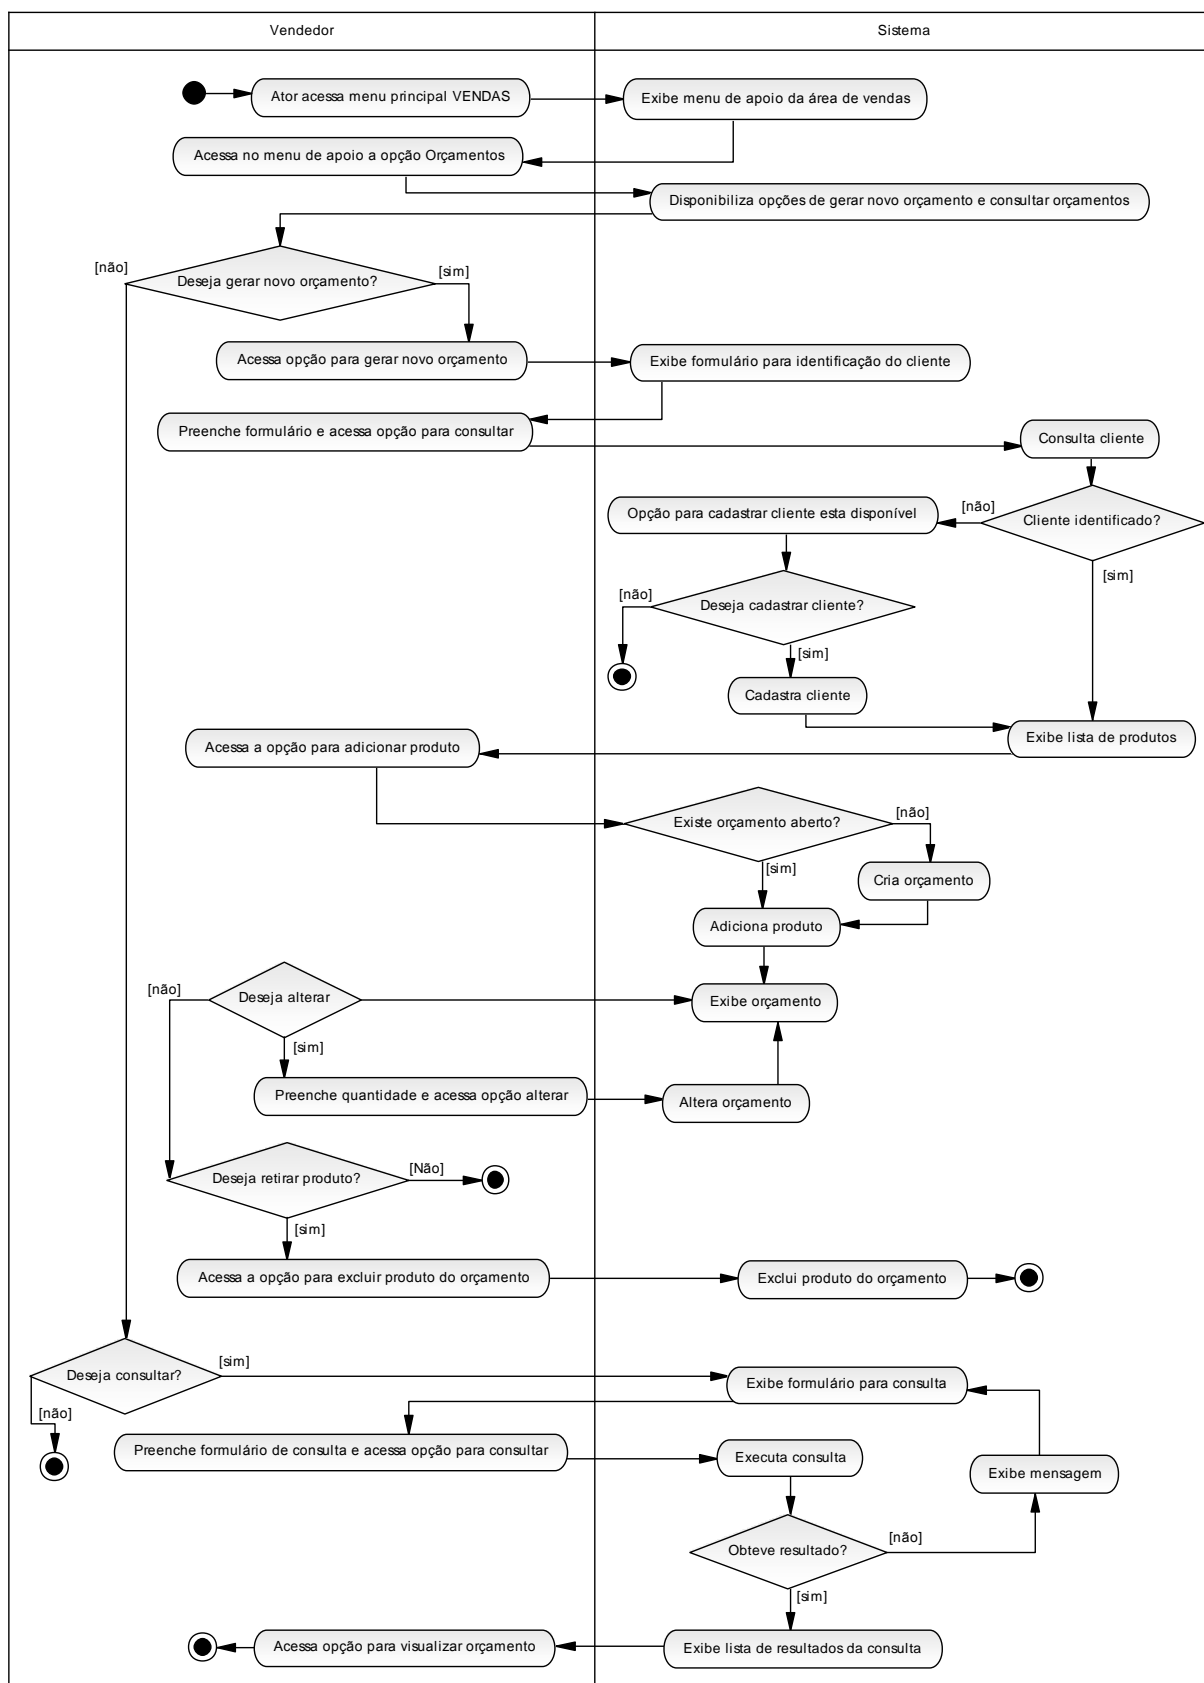 Vendedor
Sistema
Ator acessa menu principal VENDAS
Exibe menu de apoio da área de vendas
Acessa no menu de apoio a opção Orçamentos
Disponibiliza opções de gerar novo orçamento e consultar orçamentos
[não]
Deseja gerar novo orçamento?
[sim]
Acessa opção para gerar novo orçamento
Exibe formulário para identificação do cliente
Preenche formulário e acessa opção para consultar
Consulta cliente
Opção para cadastrar cliente esta disponível
[não]
Cliente identificado?
[sim]
[não]
Deseja cadastrar cliente?
[sim]
Cadastra cliente
Acessa a opção para adicionar produto
Exibe lista de produtos
Existe orçamento aberto?
[não]
[sim]
Cria orçamento
Adiciona produto
[não]
Deseja alterar
Exibe orçamento
[sim]
Preenche quantidade e acessa opção alterar
Altera orçamento
Deseja retirar produto?
[Não]
[sim]
Acessa a opção para excluir produto do orçamento
Exclui produto do orçamento
Deseja consultar?
[sim]
Exibe formulário para consulta
[não]
Preenche formulário de consulta e acessa opção para consultar
Executa consulta
Exibe mensagem
Obteve resultado?
[não]
[sim]
Acessa opção para visualizar orçamento
Exibe lista de resultados da consulta